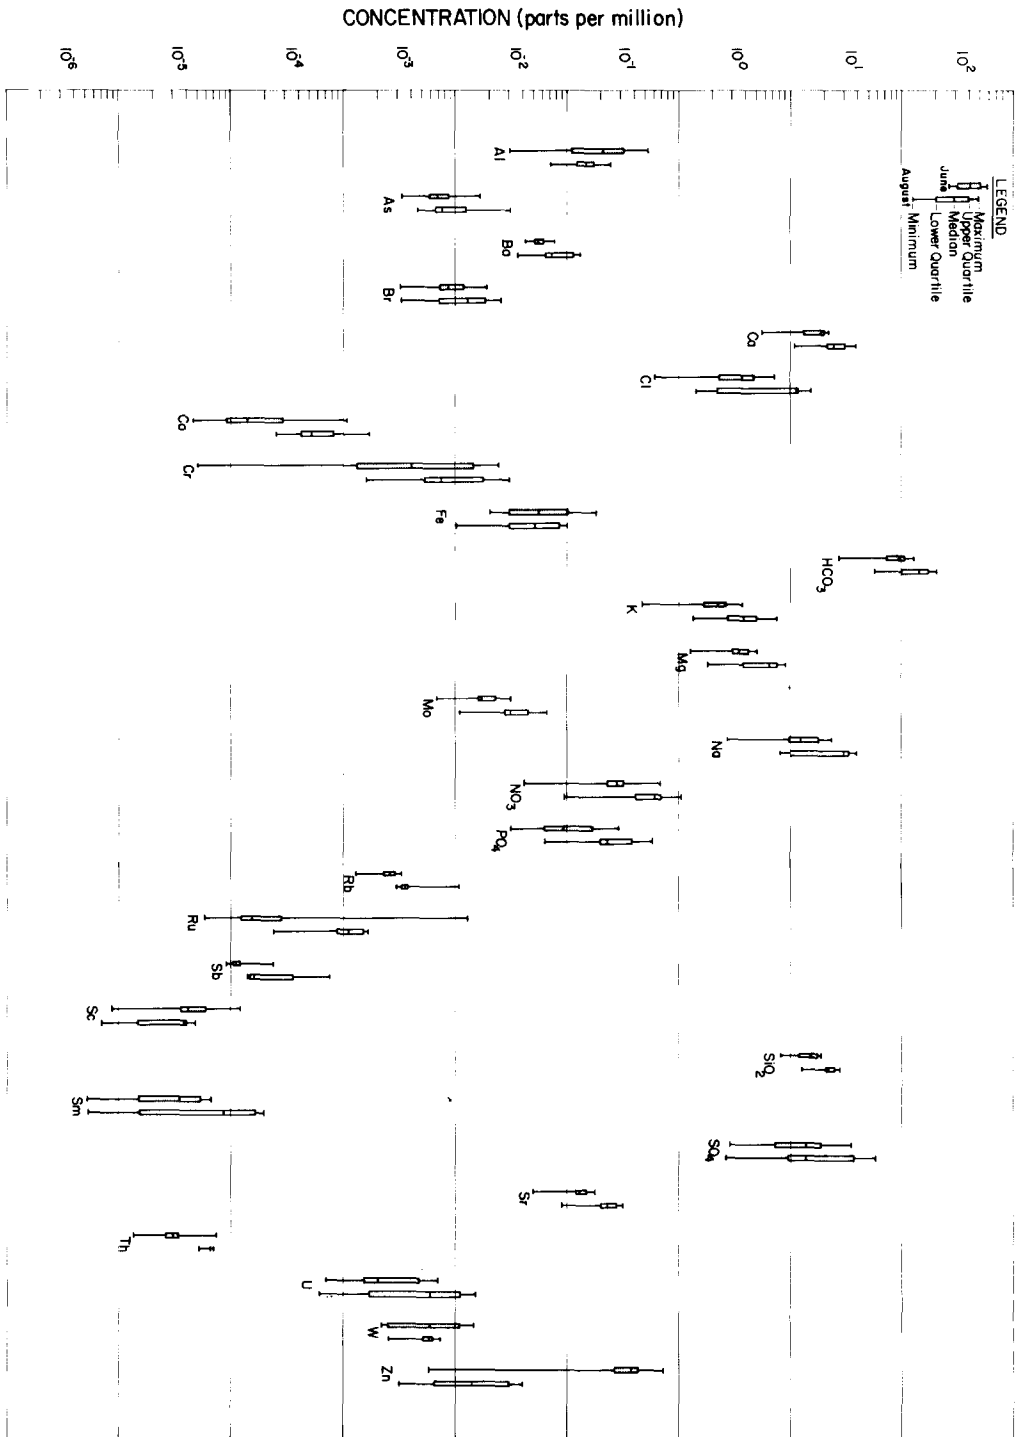 CONCENTRATION (parts per million)
10⁻⁶
10⁻⁵
10⁻⁴
10⁻³
10⁻²
10⁻¹
10⁰
10¹
10²
LEGEND
June
August
Maximum
Upper Quartile
Median
Lower Quartile
Minimum
Al
As
Ba
Br
Ca
Cl
Co
Cr
Fe
HCO₃
K
Mg
Mo
Na
NO₃
PO₄
Rb
Ru
Sb
Sc
SiO₂
Sm
SO₄
Sr
Th
U
W
Zn